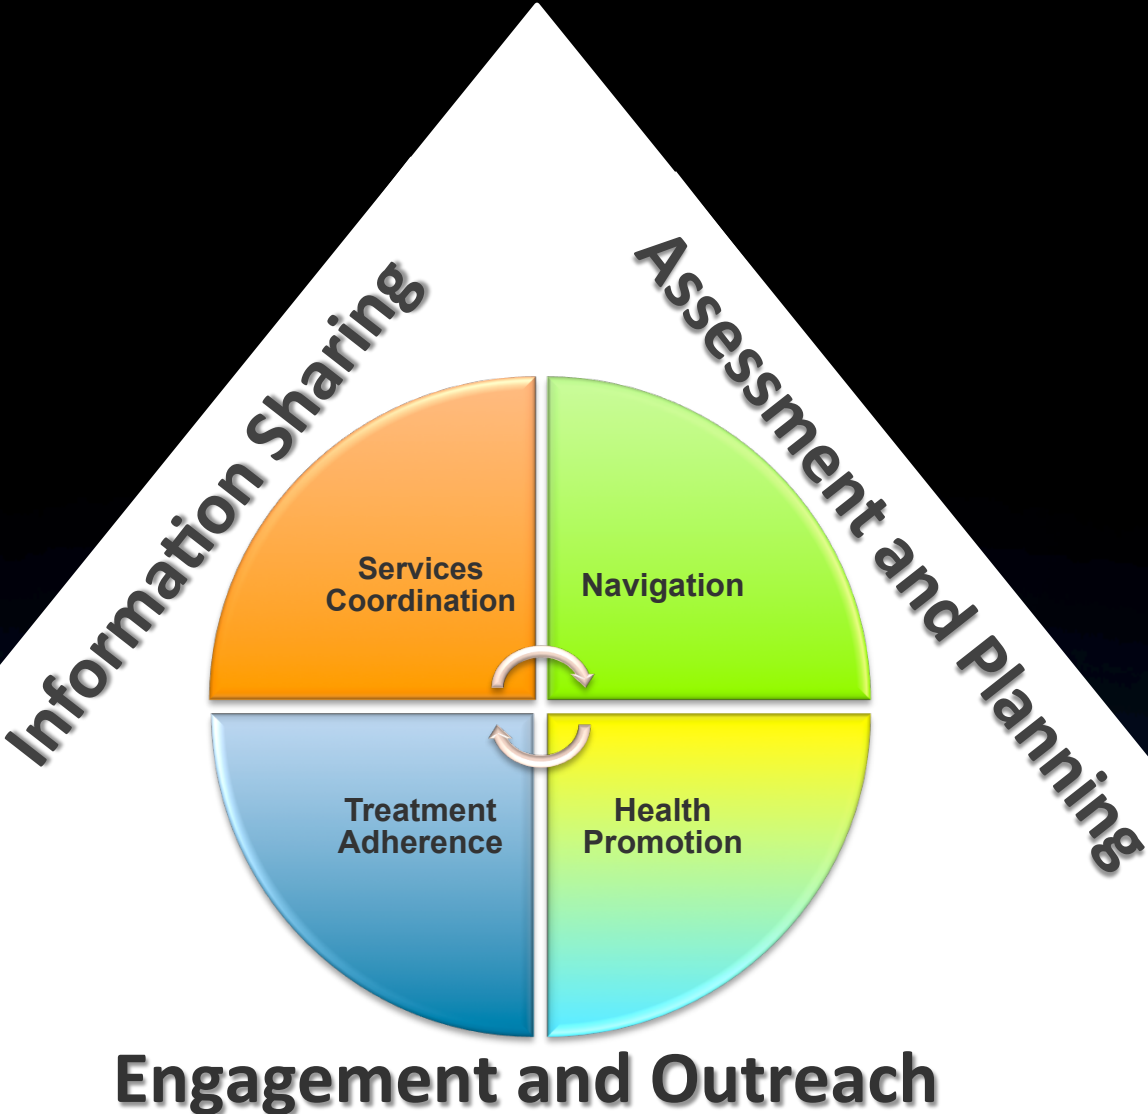 Information Sharing
Assessment and Planning
Services
Coordination
Navigation
Treatment
Adherence
Health
Promotion
Engagement and Outreach